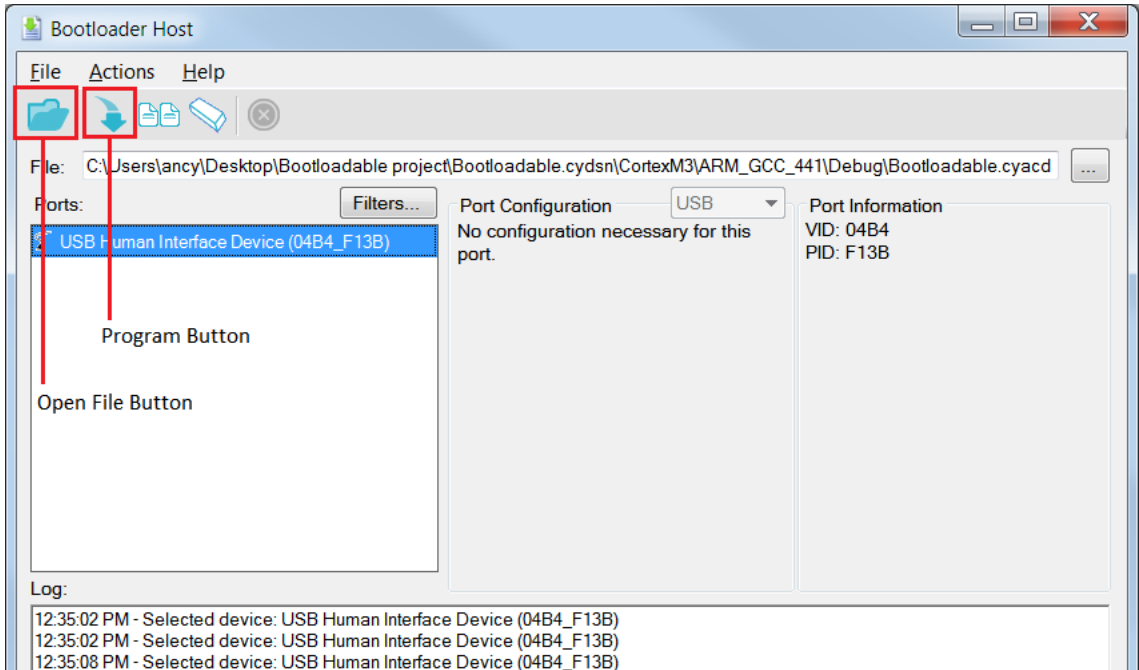 Bootloader Host
File Actions Help
File: C:\Users\ancy\Desktop\Bootloadable project\Bootloadable.cydsn\CortexM3\ARM_GCC_441\Debug\Bootloadable.cyacd ...
Ports: Filters...
USB Human Interface Device (04B4_F13B)
Port Configuration USB
No configuration necessary for this
port.
Port Information
VID: 04B4
PID: F13B
Program Button
Open File Button
Log:
12:35:02 PM - Selected device: USB Human Interface Device (04B4_F13B)
12:35:02 PM - Selected device: USB Human Interface Device (04B4_F13B)
12:35:08 PM - Selected device: USB Human Interface Device (04B4_F13B)